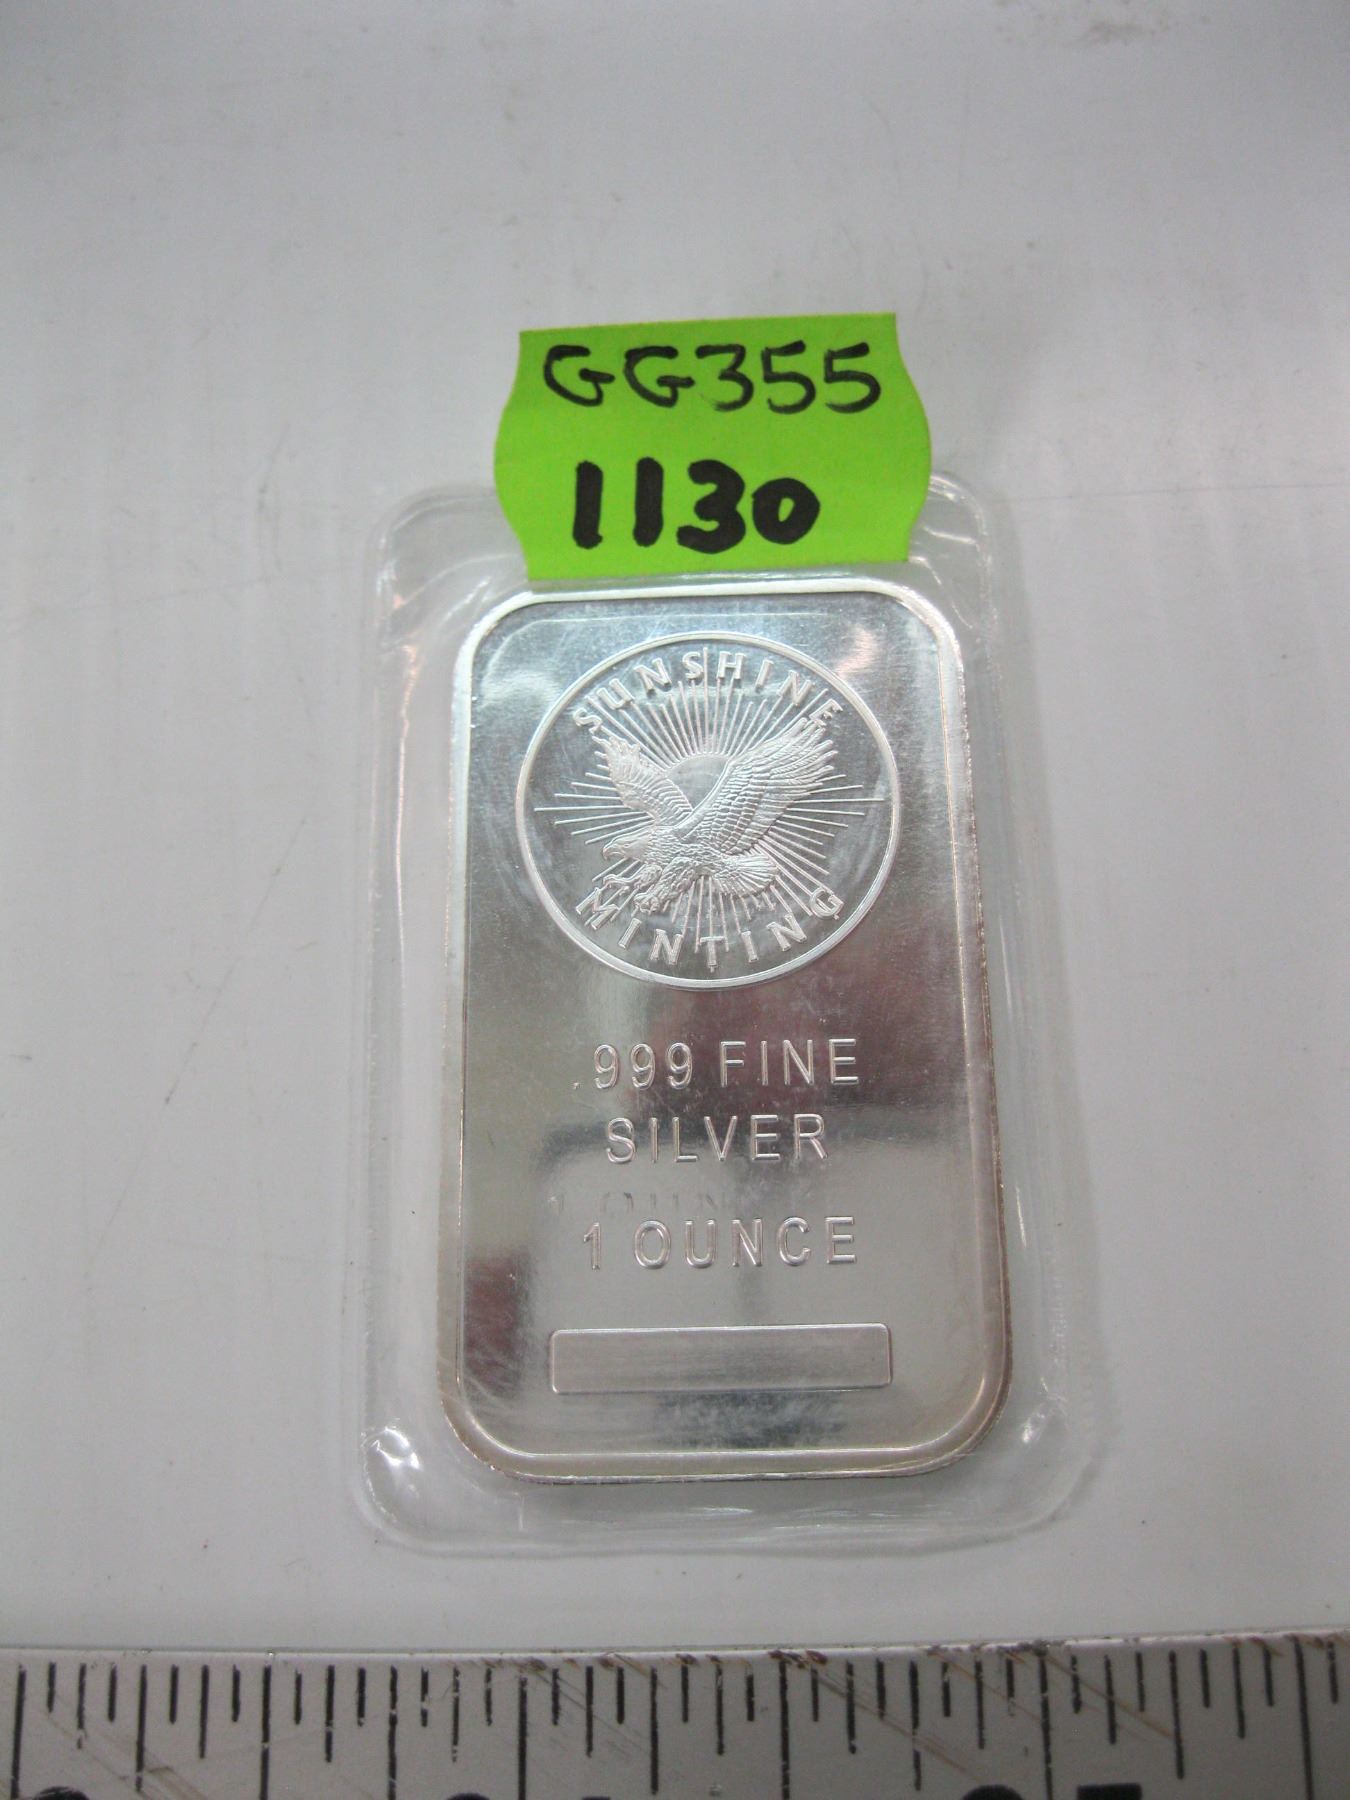 GG355
1130
SUNSHINE
MINTING
.999 FINE
SILVER
1 OUNCE